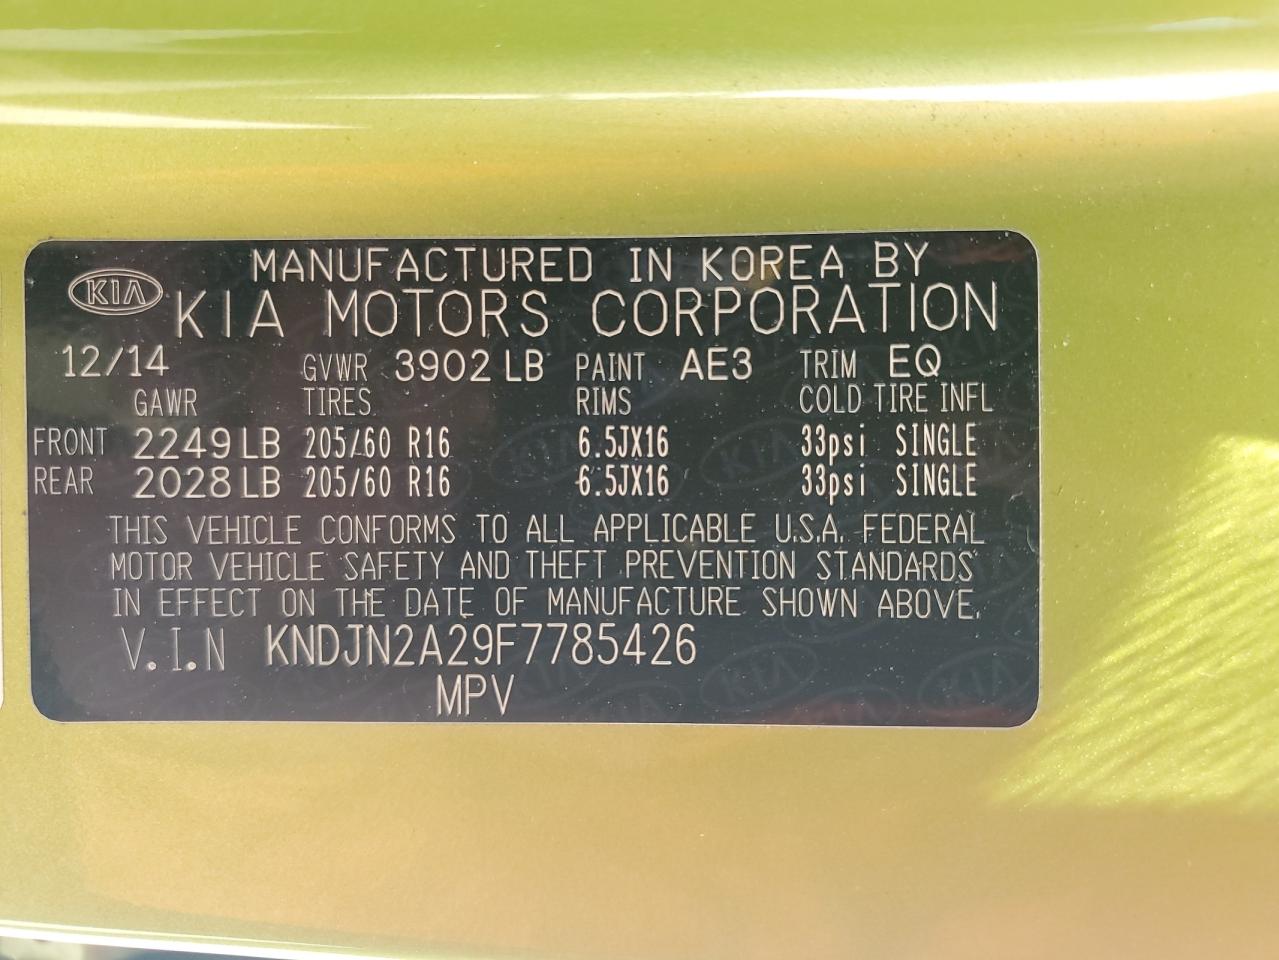 MANUFACTURED IN KOREA BY
KIA KIA MOTORS CORPORATION
12/14 GVWR 3902 LB PAINT AE3 TRIM EQ
GAWR TIRES RIMS COLD TIRE INFL
FRONT 2249 LB 205/60 R16 6.5JX16 33psi SINGLE
REAR 2028 LB 205/60 R16 6.5JX16 33psi SINGLE
THIS VEHICLE CONFORMS TO ALL APPLICABLE U.S.A. FEDERAL
MOTOR VEHICLE SAFETY AND THEFT PREVENTION STANDARDS
IN EFFECT ON THE DATE OF MANUFACTURE SHOWN ABOVE.
V.I.N KNDJN2A29F7785426
MPV